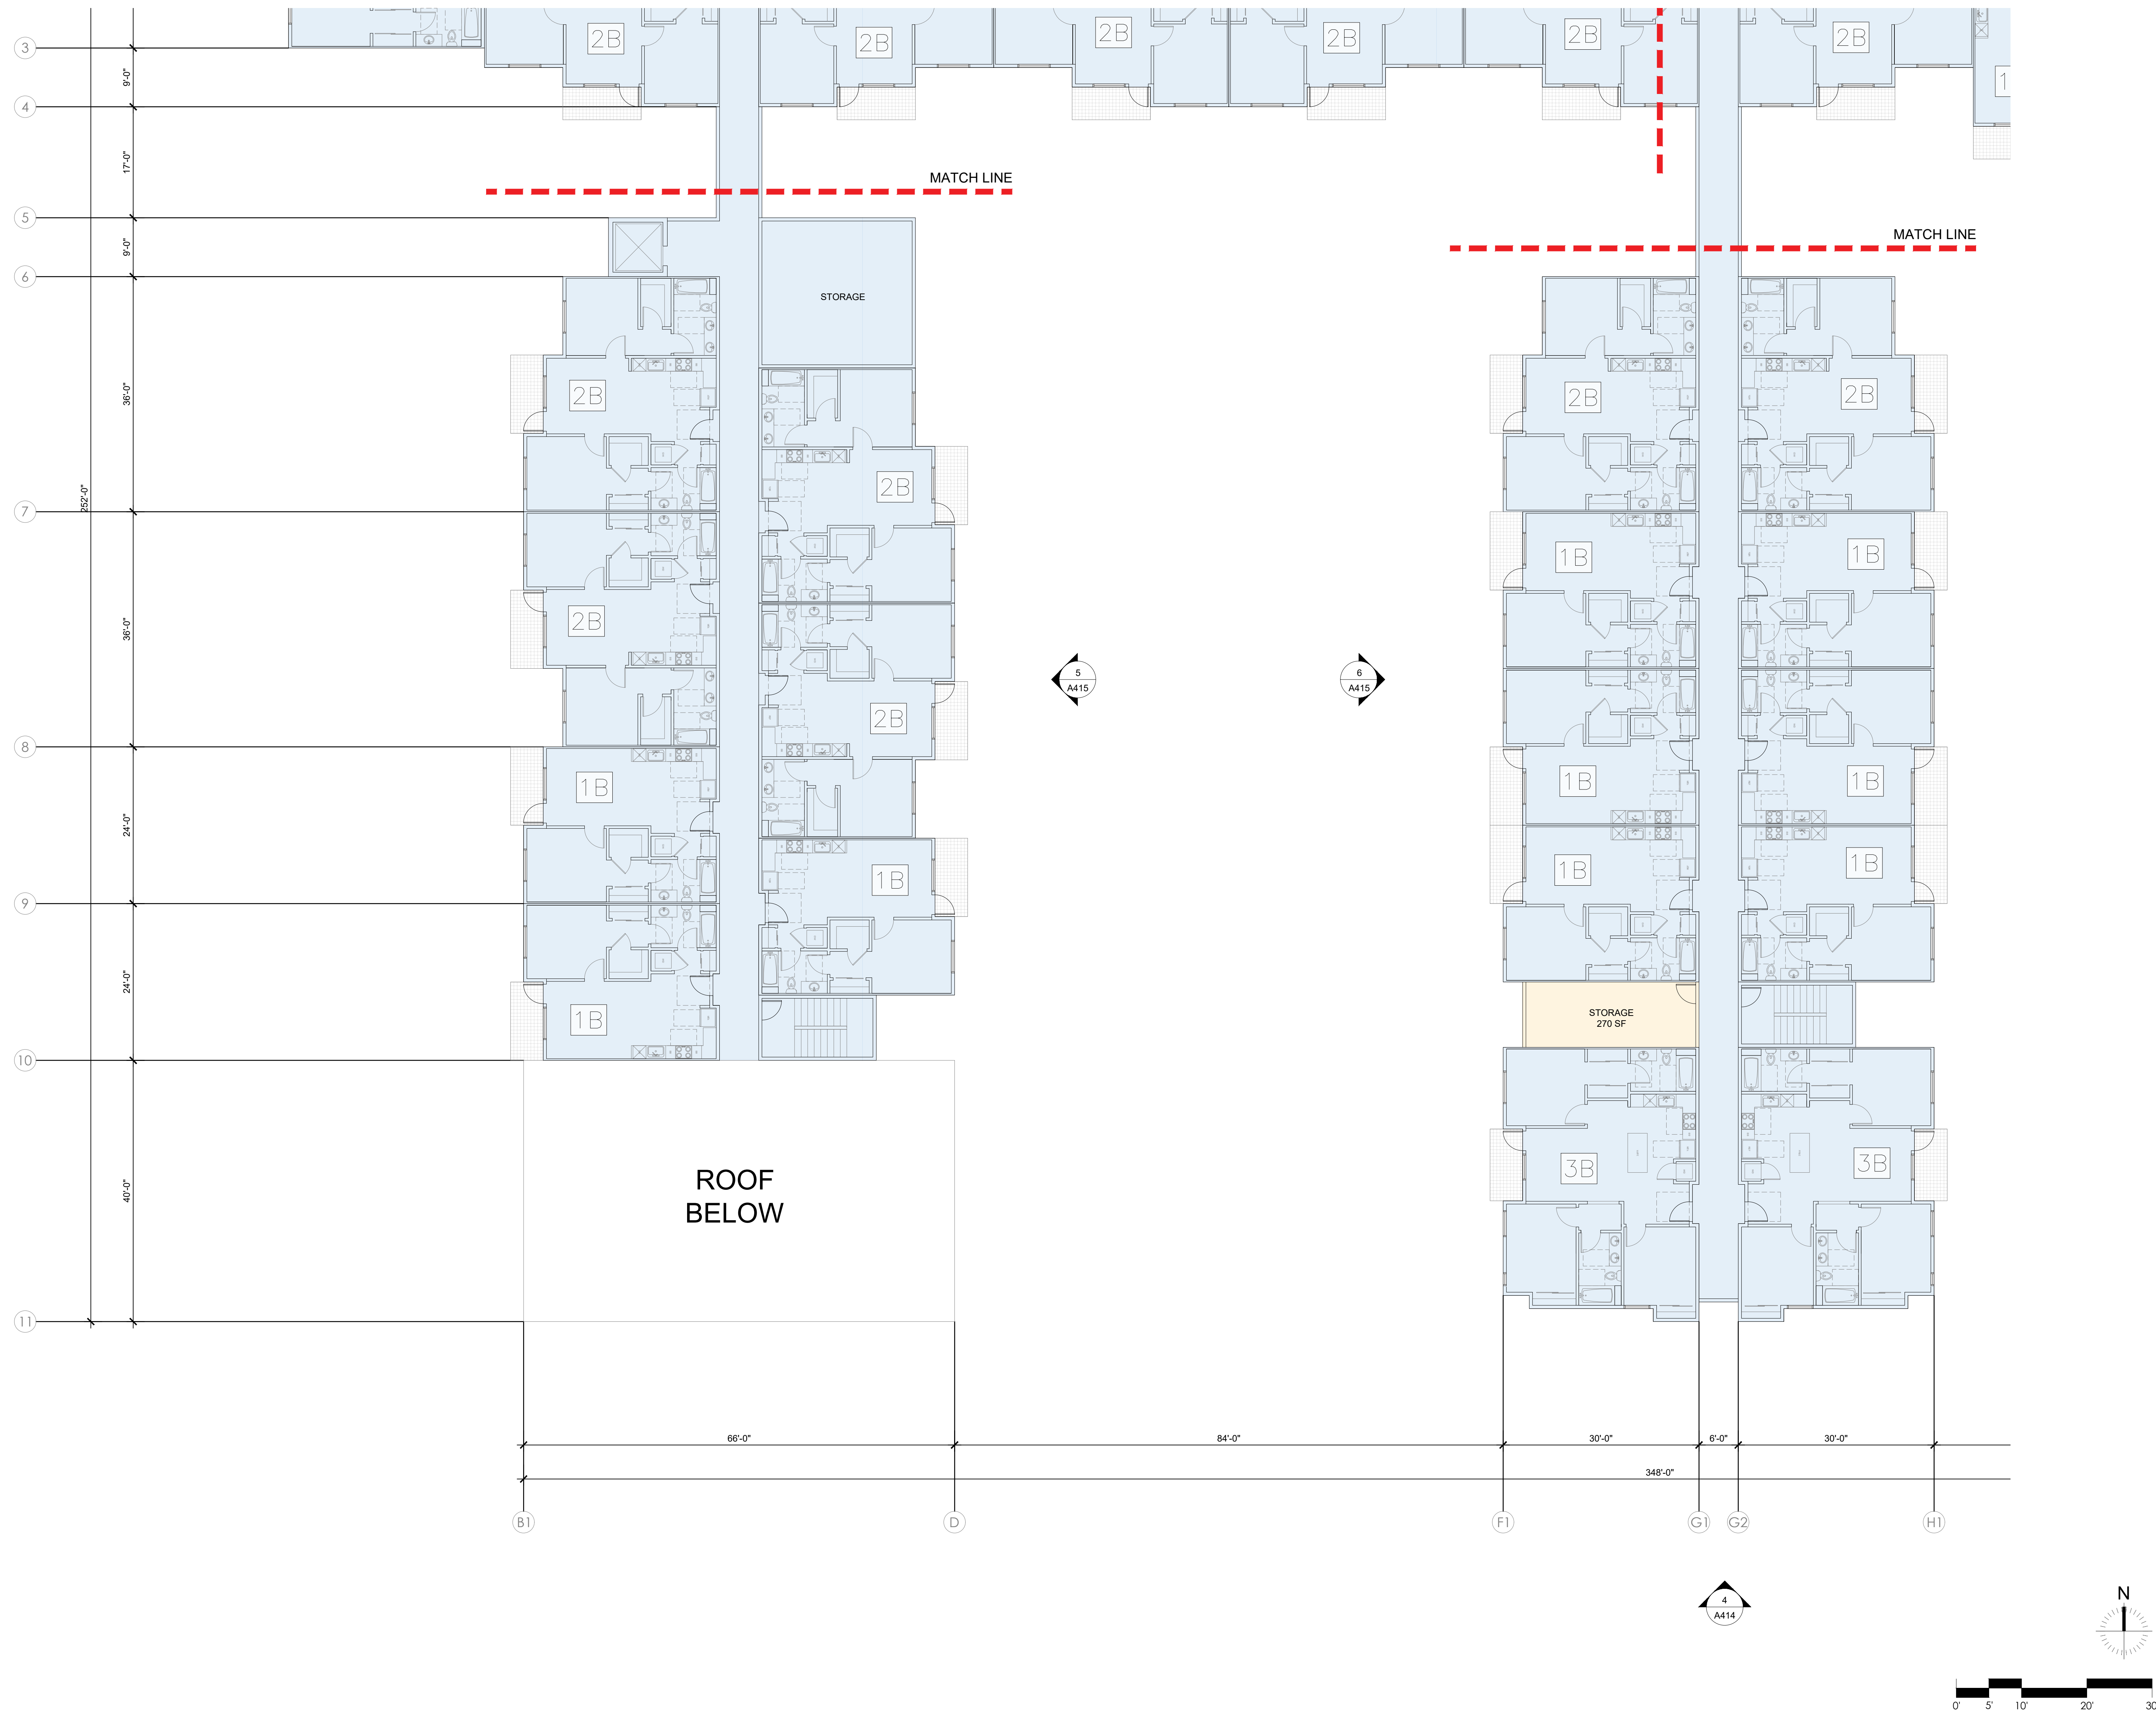 2B
2B
2B
2B
2B
2B
3
9'-0"
1
4
17'-0"
MATCH LINE
5
MATCH LINE
9'-0"
6
STORAGE
36'-0"
2B
2B
2B
2B
252'-0"
7
1B
1B
36'-0"
2B
5
A415
6
A415
2B
8
1B
1B
1B
24'-0"
1B
1B
1B
9
24'-0"
1B
STORAGE
270 SF
10
40'-0"
3B
3B
ROOF
BELOW
11
66'-0"
84'-0"
30'-0"
6'-0"
30'-0"
348'-0"
B1
D
F1
G1
G2
H1
4
A414
N
0'
5'
10'
20'
30